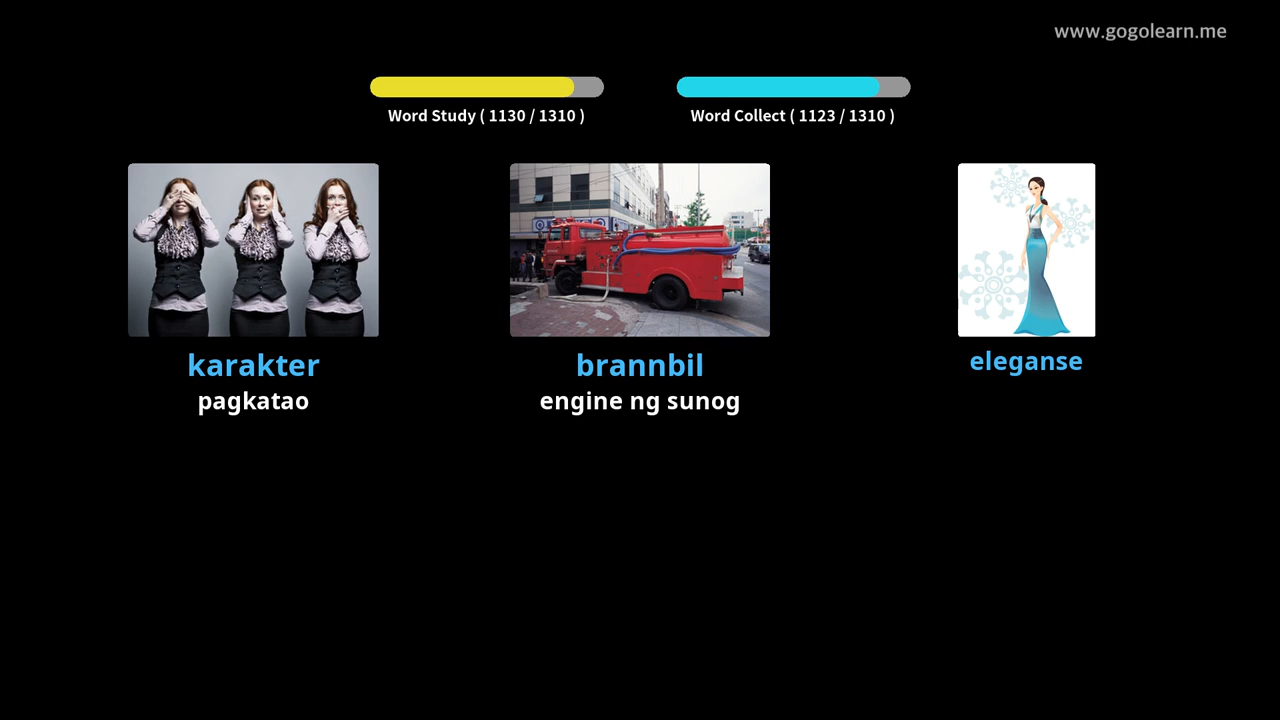 www.gogolearn.me
Word Study ( 1130 / 1310 )
Word Collect ( 1123 / 1310 )
karakter
pagkatao
brannbil
engine ng sunog
eleganse